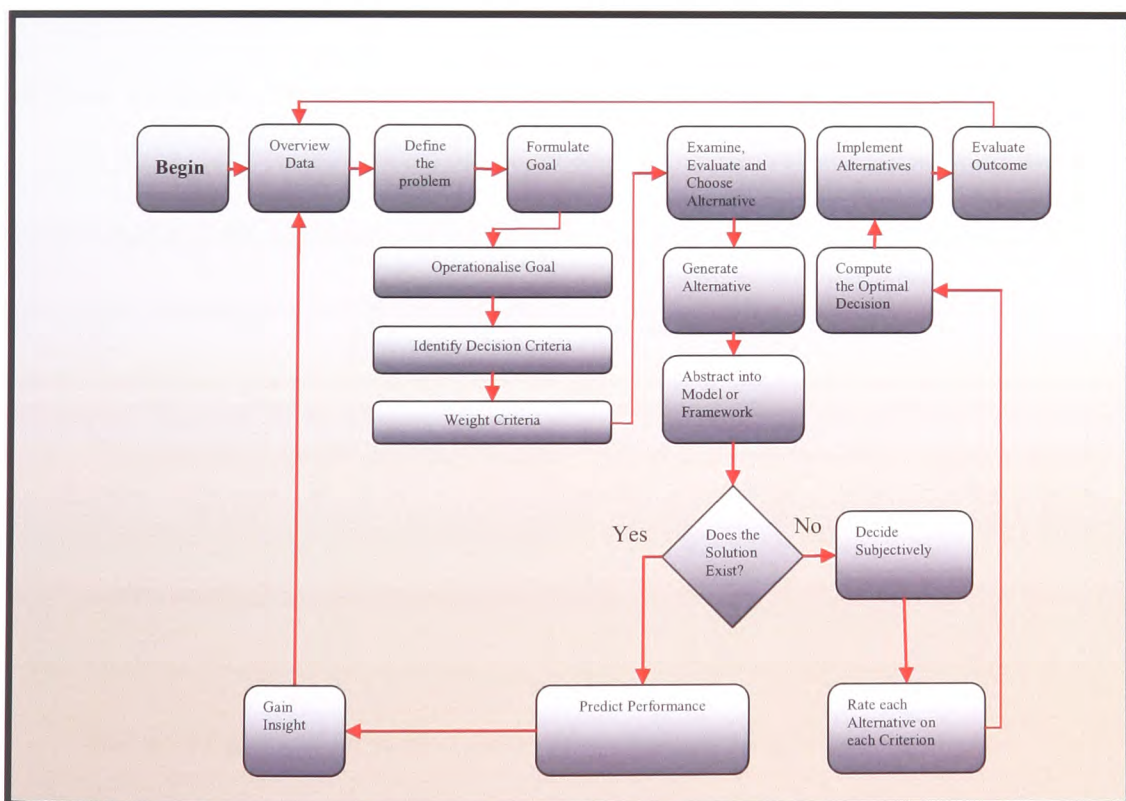 Begin
Overview
Data
Define
the
problem
Formulate
Goal
Examine,
Evaluate and
Choose
Alternative
Implement
Alternatives
Evaluate
Outcome
Operationalise Goal
Generate
Alternative
Compute
the Optimal
Decision
Identify Decision Criteria
Abstract into
Model or
Framework
Weight Criteria
Yes
Does the
Solution
Exist?
No
Decide
Subjectively
Gain
Insight
Predict Performance
Rate each
Alternative on
each Criterion